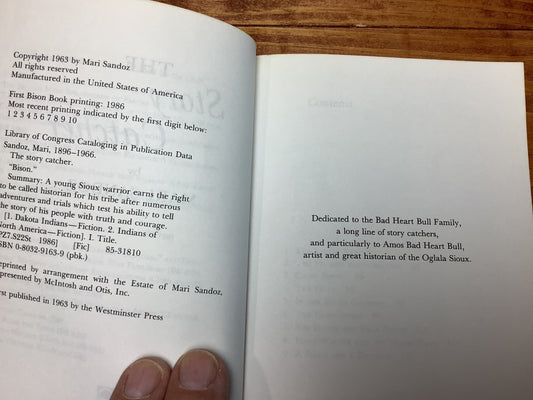 Copyright 1963 by Mari Sandoz
All rights reserved
Manufactured in the United States of America
First Bison Book printing: 1986
Most recent printing indicated by the first digit below:
1 2 3 4 5 6 7 8 9 10
Library of Congress Cataloging in Publication Data
Sandoz, Mari, 1896–1966.
The story catcher.
"Bison."
Summary: A young Sioux warrior earns the right
to be called historian for his tribe after numerous
adventures and trials which test his ability to tell
the story of his people with truth and courage.
[1. Dakota Indians—Fiction. 2. Indians of
North America—Fiction]. I. Title.
PZ7.S22St 1986] [Fic] 85-31810
ISBN 0-8032-9163-9 (pbk.)
eprinted by arrangement with the Estate of Mari Sandoz,
presented by McIntosh and Otis, Inc.
rst published in 1963 by the Westminster Press
THE
Story
Catcher
by
Contents
Dedicated to the Bad Heart Bull Family,
a long line of story catchers,
and particularly to Amos Bad Heart Bull,
artist and great historian of the Oglala Sioux.